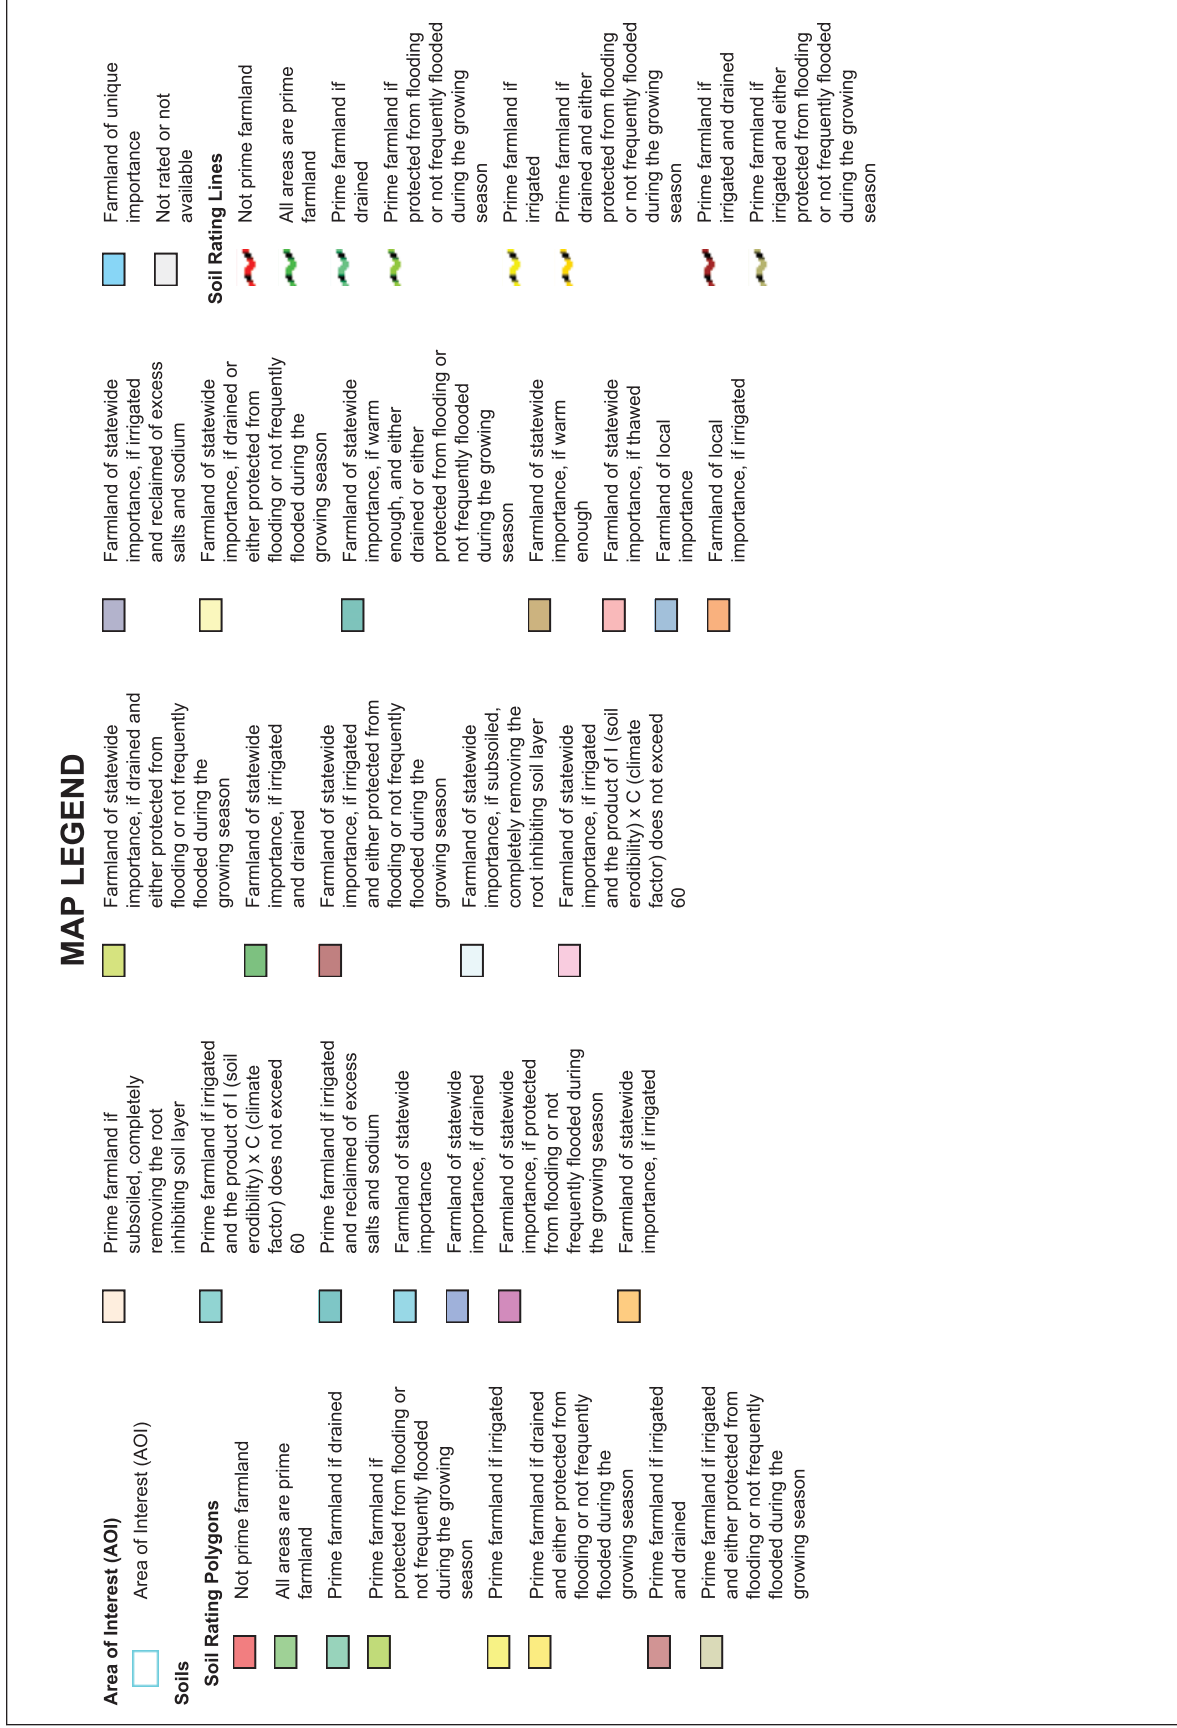 MAP LEGEND
Area of Interest (AOI)
Area of Interest (AOI)
Soils
Soil Rating Polygons
Not prime farmland
All areas are prime
farmland
Prime farmland if drained
Prime farmland if
protected from flooding or
not frequently flooded
during the growing
season
Prime farmland if irrigated
Prime farmland if drained
and either protected from
flooding or not frequently
flooded during the
growing season
Prime farmland if irrigated
and drained
Prime farmland if irrigated
and either protected from
flooding or not frequently
flooded during the
growing season
Prime farmland if
subsoiled, completely
removing the root
inhibiting soil layer
Prime farmland if irrigated
and the product of I (soil
erodibility) x C (climate
factor) does not exceed
60
Prime farmland if irrigated
and reclaimed of excess
salts and sodium
Farmland of statewide
importance
Farmland of statewide
importance, if drained
Farmland of statewide
importance, if protected
from flooding or not
frequently flooded during
the growing season
Farmland of statewide
importance, if irrigated
Farmland of statewide
importance, if drained and
either protected from
flooding or not frequently
flooded during the
growing season
Farmland of statewide
importance, if irrigated
and drained
Farmland of statewide
importance, if irrigated
and either protected from
flooding or not frequently
flooded during the
growing season
Farmland of statewide
importance, if subsoiled,
completely removing the
root inhibiting soil layer
Farmland of statewide
importance, if irrigated
and the product of I (soil
erodibility) x C (climate
factor) does not exceed
60
Farmland of statewide
importance, if irrigated
and reclaimed of excess
salts and sodium
Farmland of statewide
importance, if drained or
either protected from
flooding or not frequently
flooded during the
growing season
Farmland of statewide
importance, if warm
enough, and either
drained or either
protected from flooding or
not frequently flooded
during the growing
season
Farmland of statewide
importance, if warm
enough
Farmland of statewide
importance, if thawed
Farmland of local
importance
Farmland of local
importance, if irrigated
Farmland of unique
importance
Not rated or not
available
Soil Rating Lines
Not prime farmland
All areas are prime
farmland
Prime farmland if
drained
Prime farmland if
protected from flooding
or not frequently flooded
during the growing
season
Prime farmland if
irrigated
Prime farmland if
drained and either
protected from flooding
or not frequently flooded
during the growing
season
Prime farmland if
irrigated and drained
Prime farmland if
irrigated and either
protected from flooding
or not frequently flooded
during the growing
season